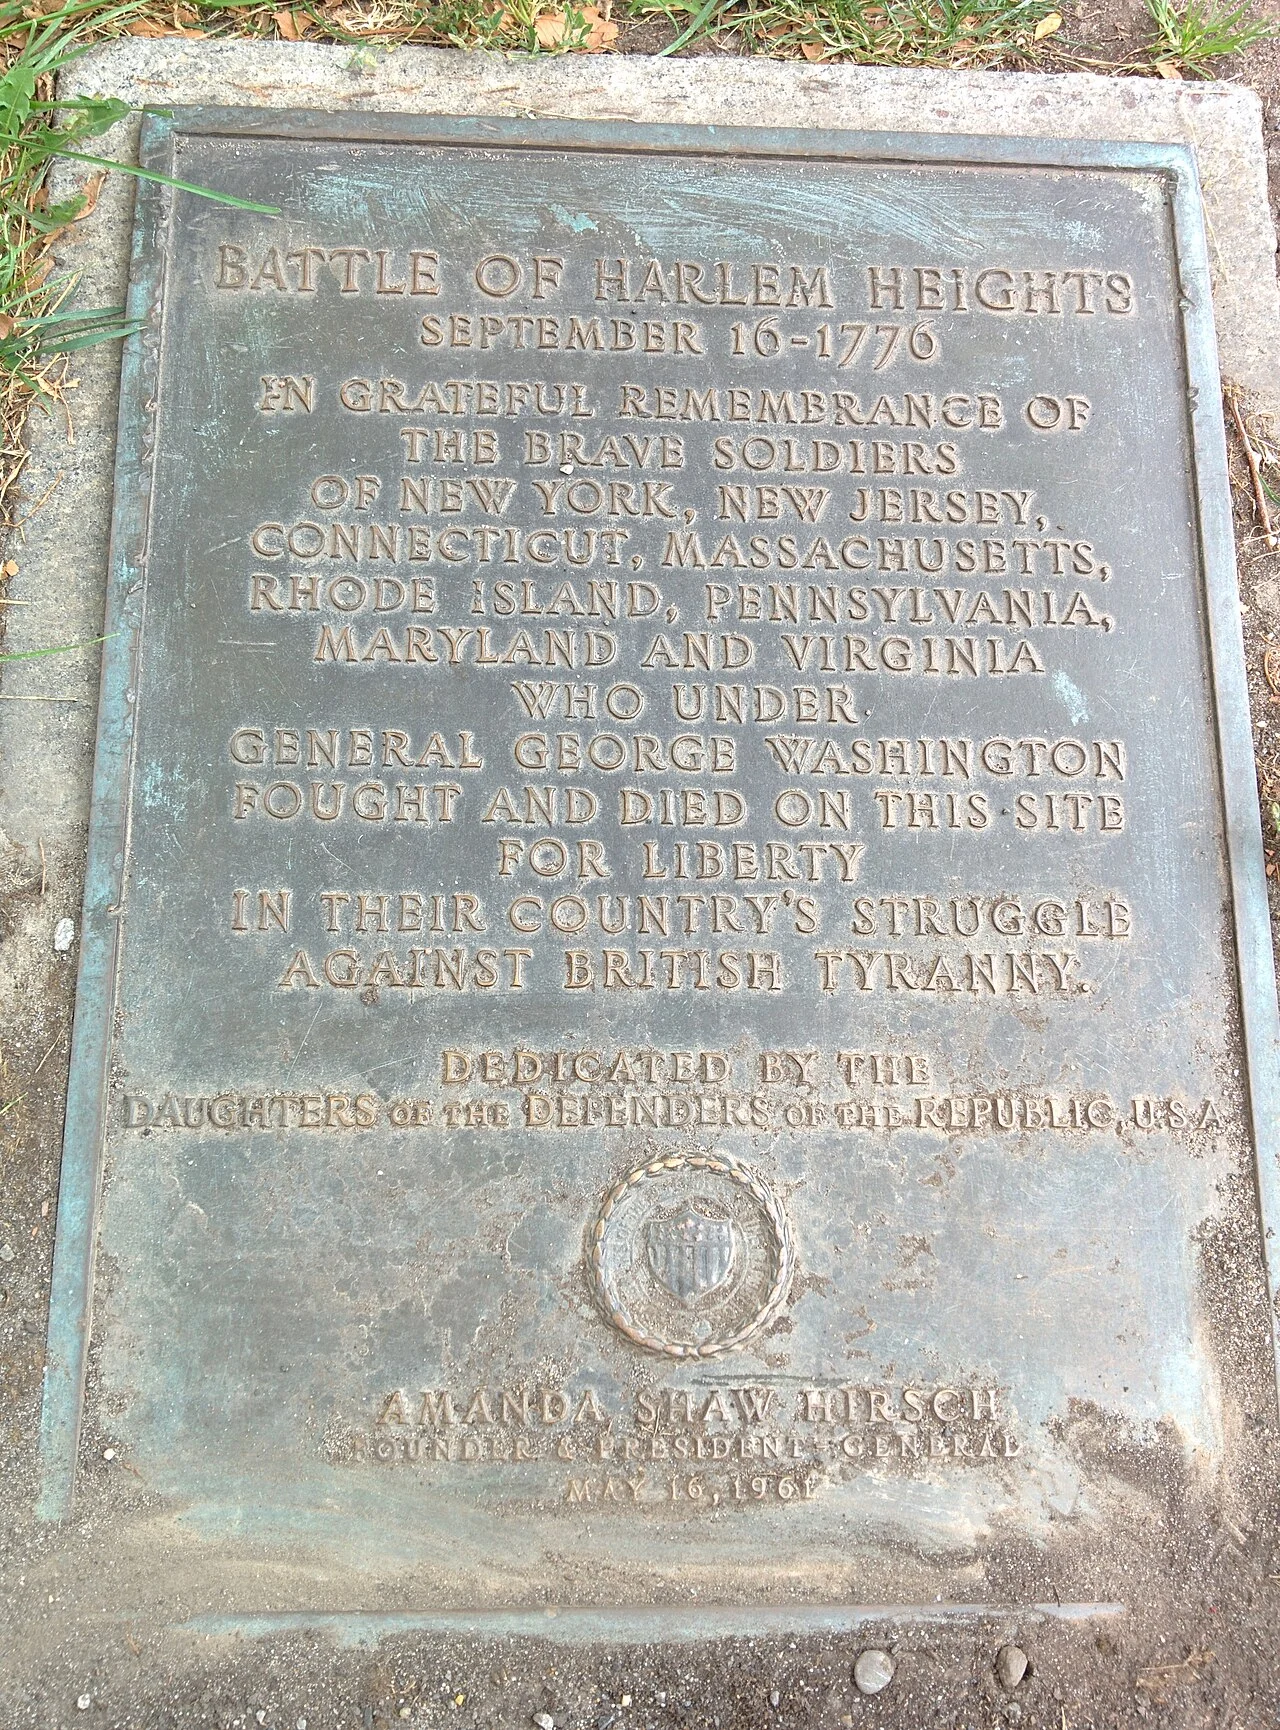 BATTLE OF HARLEM HEIGHTS
SEPTEMBER 16-1776
IN GRATEFUL REMEMBRANCE OF
THE BRAVE SOLDIERS
OF NEW YORK, NEW JERSEY,
CONNECTICUT, MASSACHUSETTS,
RHODE ISLAND, PENNSYLVANIA,
MARYLAND AND VIRGINIA
WHO UNDER
GENERAL GEORGE WASHINGTON
FOUGHT AND DIED ON THIS SITE
FOR LIBERTY
IN THEIR COUNTRY'S STRUGGLE
AGAINST BRITISH TYRANNY.
DEDICATED BY THE
DAUGHTERS OF THE DEFENDERS OF THE REPUBLIC, U.S.A
AMANDA SHAW HIRSCH
FOUNDER & PRESIDENT-GENERAL
MAY 16, 1961